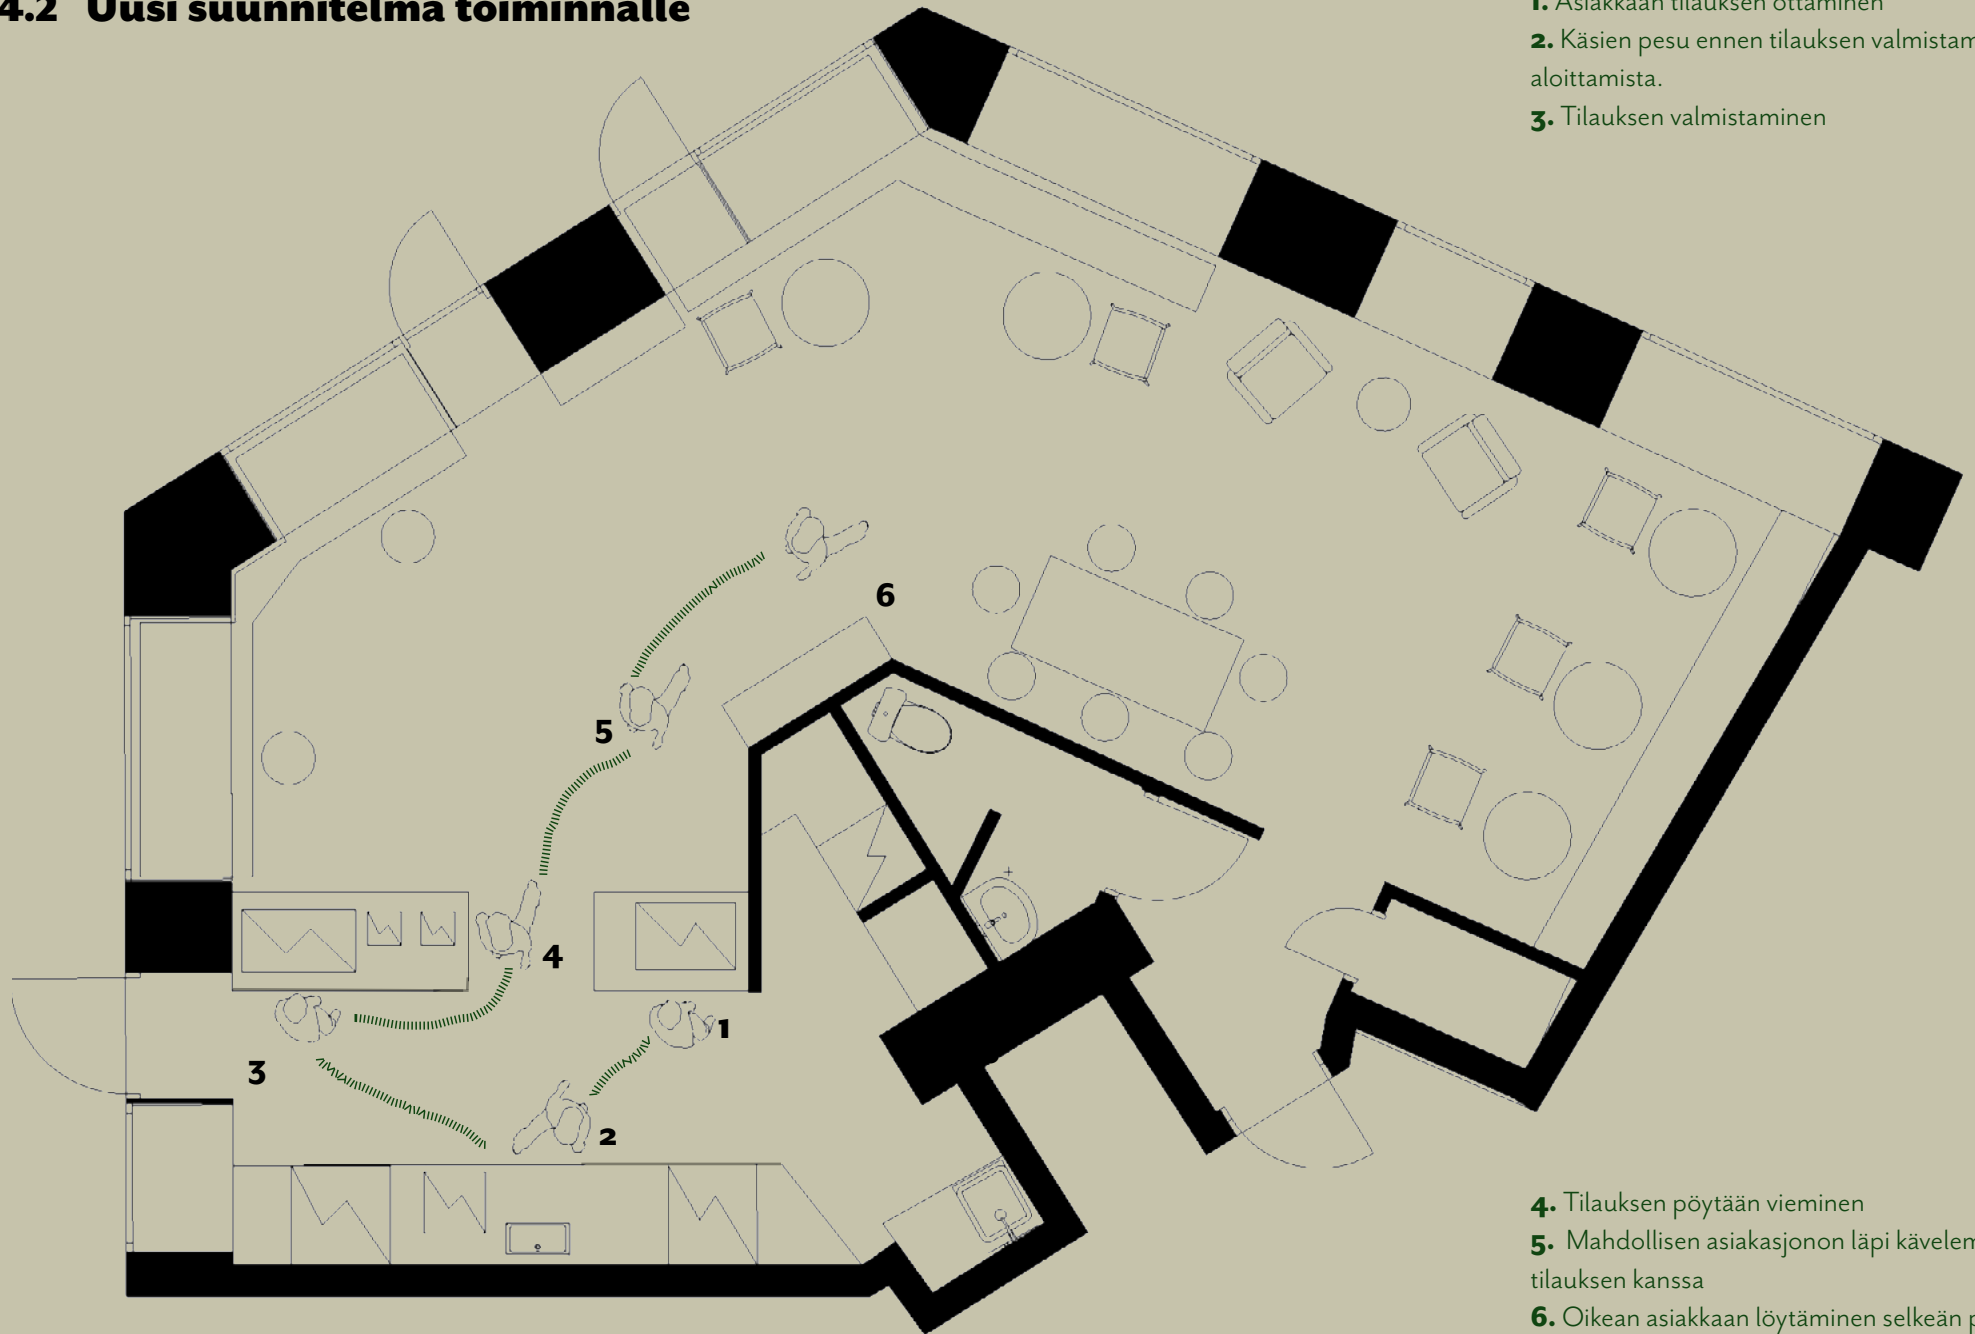 4.2 Uusi suunnitelma toiminnalle
1. Asiakkaan tilauksen ottaminen
2. Käsien pesu ennen tilauksen
aloittamista.
3. Tilauksen valmistaminen
6
5
4
1
3
2
4. Tilauksen pöytään vieminen
5. Mahdollisen asiakasjonon läpi
tilauksen kanssa
6. Oikean asiakkaan löytäminen selkeän